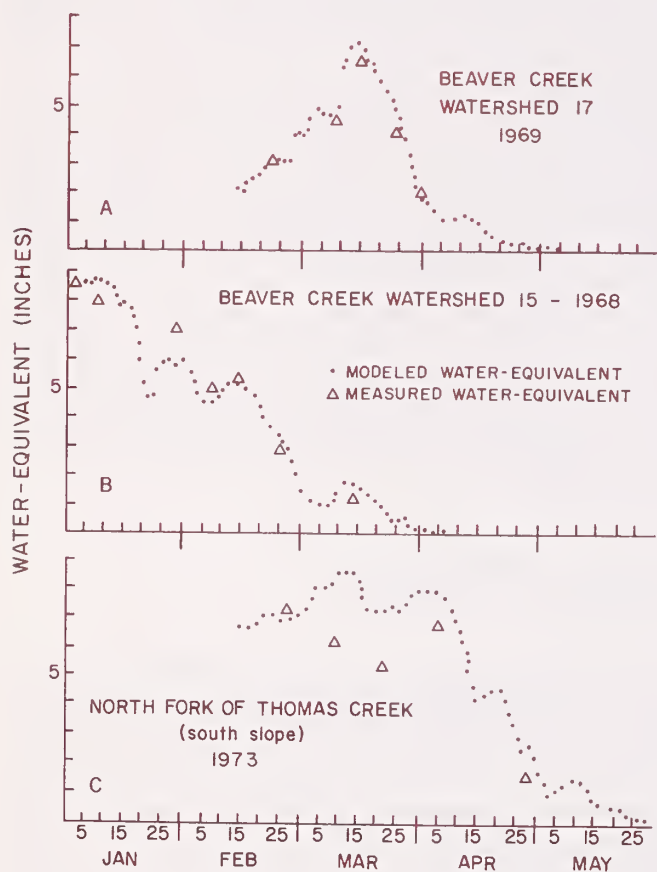 WATER-EQUIVALENT (INCHES)
5
BEAVER CREEK
WATERSHED 17
1969
A
BEAVER CREEK WATERSHED 15 - 1968
5
• MODELED WATER-EQUIVALENT
△ MEASURED WATER-EQUIVALENT
B
5
NORTH FORK OF THOMAS CREEK
(south slope)
1973
C
5 15 25 5 15 25 5 15 25 5 15 25 5 15 25
JAN FEB MAR APR MAY